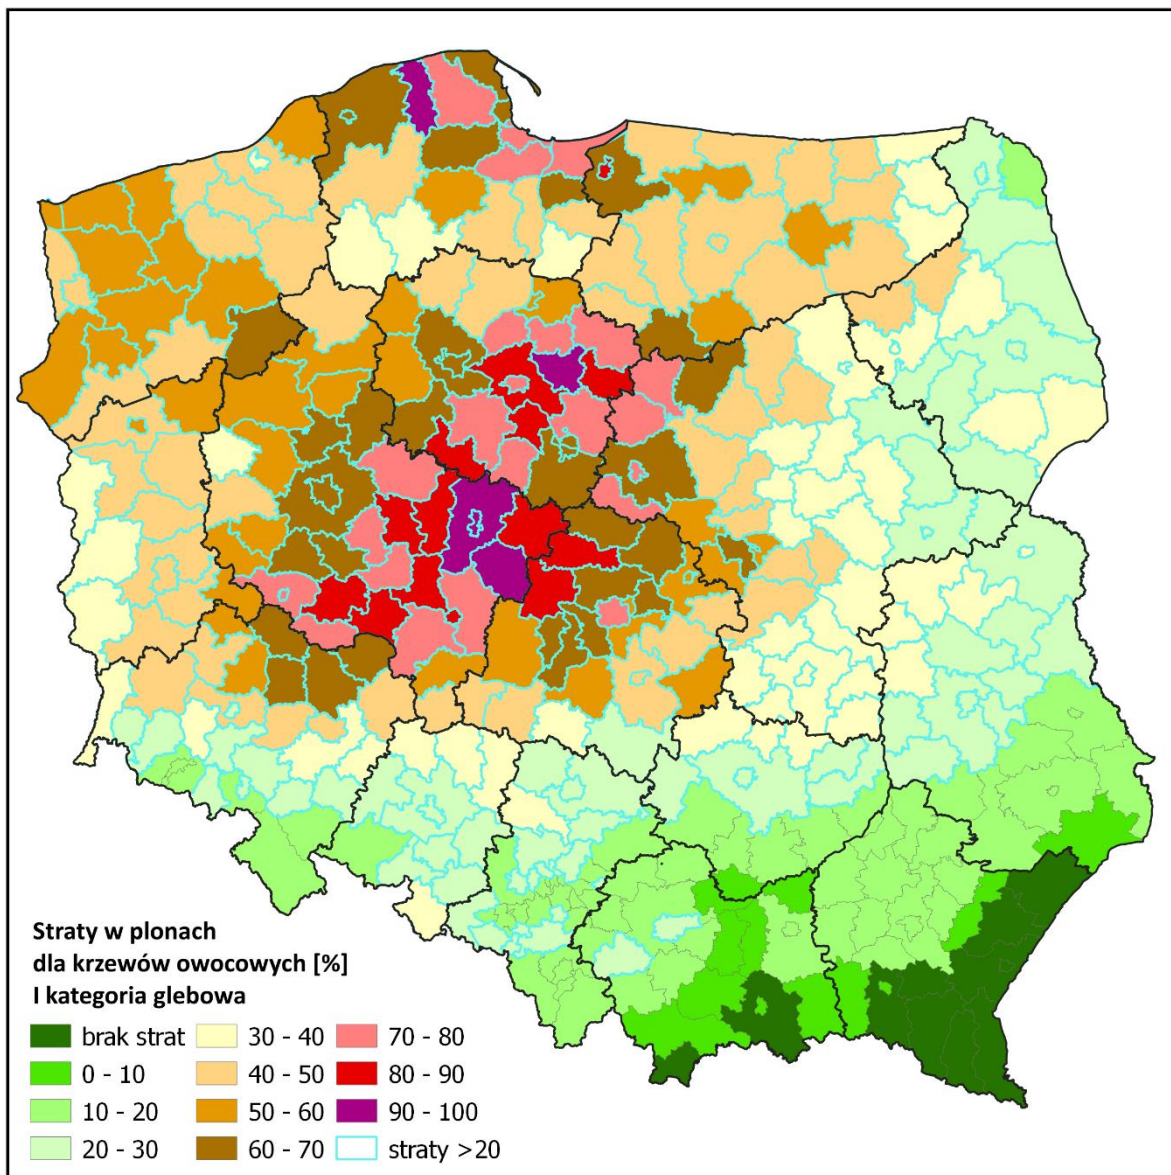 Straty w plonach
dla krzewów owocowych [%]
I kategoria glebowa
brak strat
0 - 10
10 - 20
20 - 30
30 - 40
40 - 50
50 - 60
60 - 70
70 - 80
80 - 90
90 - 100
straty >20